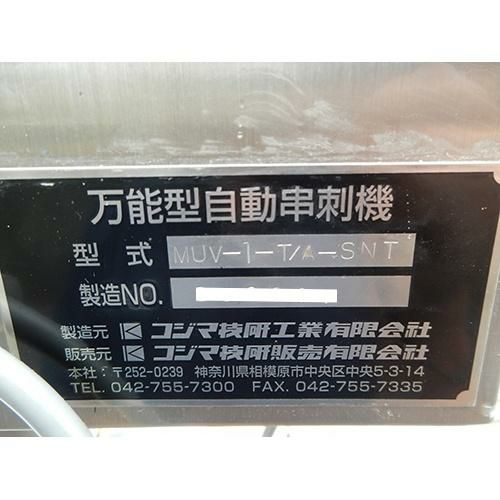 万能型自動串刺機
型式 MUV-1-T/A-SNT
製造NO.
製造元 コジマ技研工業有限会社
販売元 コジマ技研販売有限会社
本社:〒252-0239 神奈川県相模原市中央区中央5-3-14
TEL. 042-755-7300 FAX. 042-755-7335